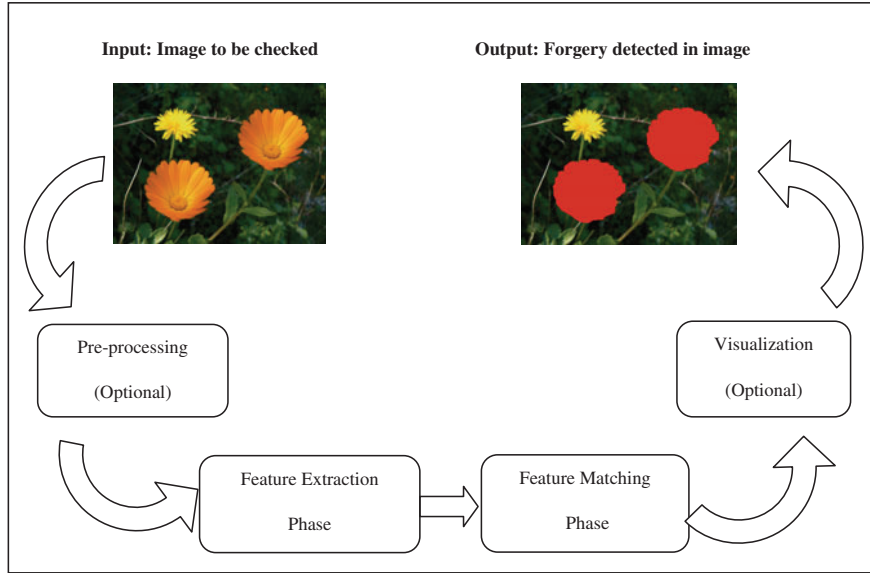 Input: Image to be checked
Output: Forgery detected in image
Pre-processing
(Optional)
Feature Extraction
Phase
Feature Matching
Phase
Visualization
(Optional)